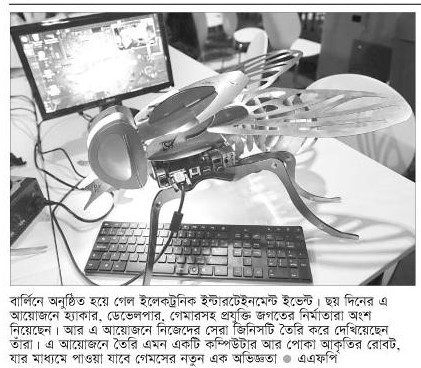 বার্লিনে অনুষ্ঠিত হয়ে গেল ইলেকট্রনিক ইন্টারটেইনমেন্ট ইভেন্ট। ছয় দিনের এ
আয়োজনে হ্যাকার, ডেভেলপার, গেমারসহ প্রযুক্তি জগতের নির্মাতারা অংশ
নিয়েছেন। আর এ আয়োজনে নিজেদের সেরা জিনিসটি তৈরি করে দেখিয়েছেন
তাঁরা। এ আয়োজনে তৈরি এমন একটি কম্পিউটার আর পোকা আকৃতির রোবট,
যার মাধ্যমে পাওয়া যাবে গেমসের নতুন এক অভিজ্ঞতা ● এএফপি